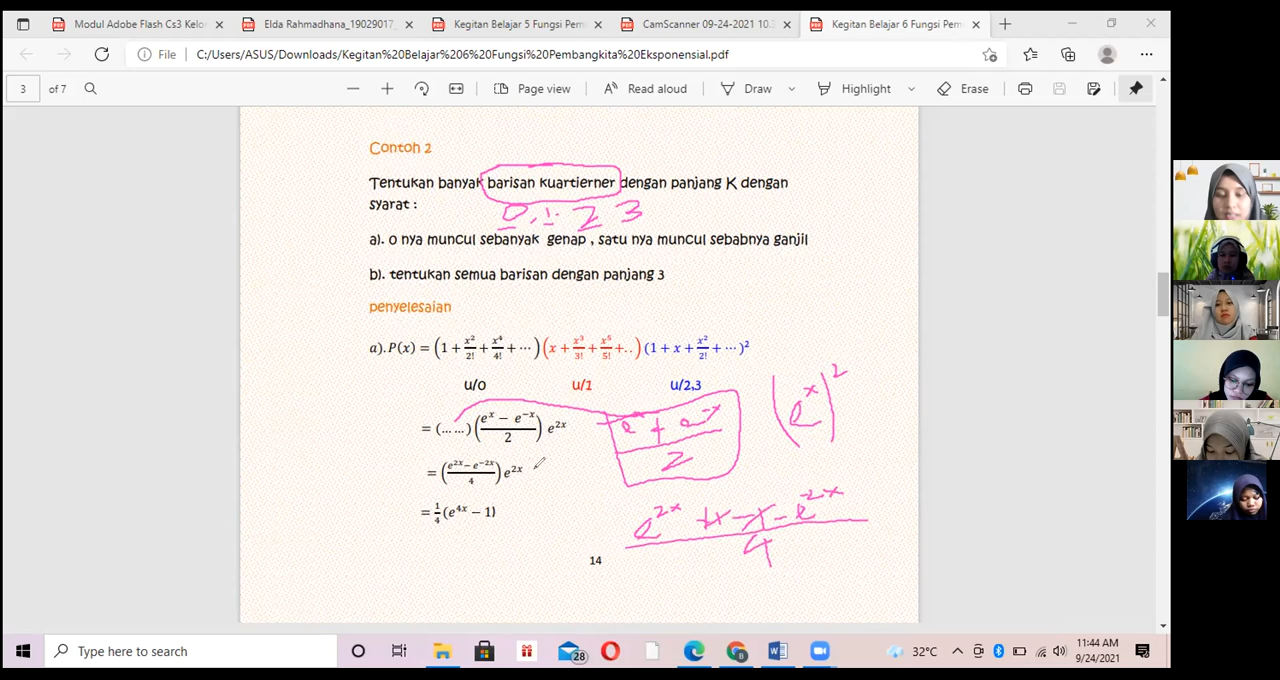 Modul Adobe Flash Cs3 Kelor
Elda Rahmadhana_19029017_
Kegitan Belajar 5 Fungsi Pem
CamScanner 09-24-2021 10.3
Kegitan Belajar 6 Fungsi Pem
File
C:/Users/ASUS/Downloads/Kegitan%20Belajar%206%20Fungsi%20Pembangkita%20Eksponensial.pdf
3 of 7
Page view
Read aloud
Draw
Highlight
Erase
Contoh 2
Tentukan banyak barisan kuartierner dengan panjang K dengan
syarat :
0, 1, 2 3
a). 0 nya muncul sebanyak genap , satu nya muncul sebabnya ganjil
b). tentukan semua barisan dengan panjang 3
penyelesaian
a).P(x) = (1 + x²/2! + x⁴/4! + ⋯)(x + x³/3! + x⁵/5! + ..)(1 + x + x²/2! + ⋯)²
u/0 u/1 u/2,3
(eˣ)²
= (... ...)((eˣ − e⁻ˣ)/2) e²ˣ
(eˣ + e⁻ˣ)/2
= ((e²ˣ−e⁻²ˣ)/4) e²ˣ
= ¼(e⁴ˣ − 1)
14
Type here to search
28
32°C
11:44 AM
9/24/2021